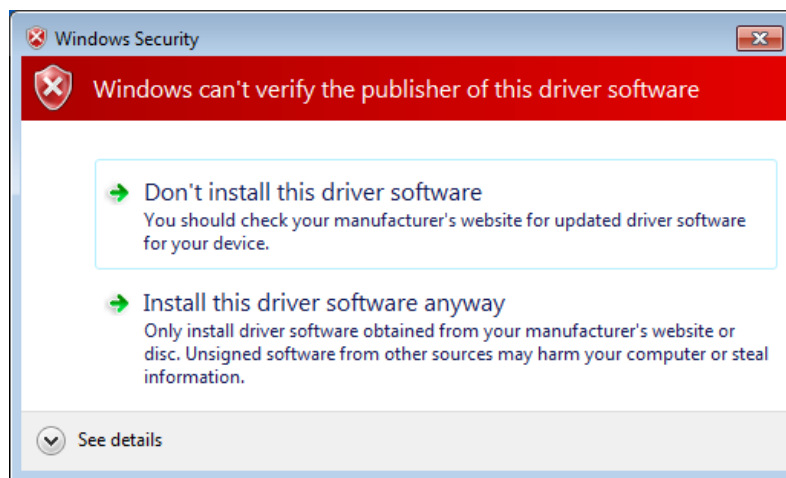 Windows Security
Windows can't verify the publisher of this driver software
Don't install this driver software
You should check your manufacturer's website for updated driver software
for your device.
Install this driver software anyway
Only install driver software obtained from your manufacturer's website or
disc. Unsigned software from other sources may harm your computer or steal
information.
See details